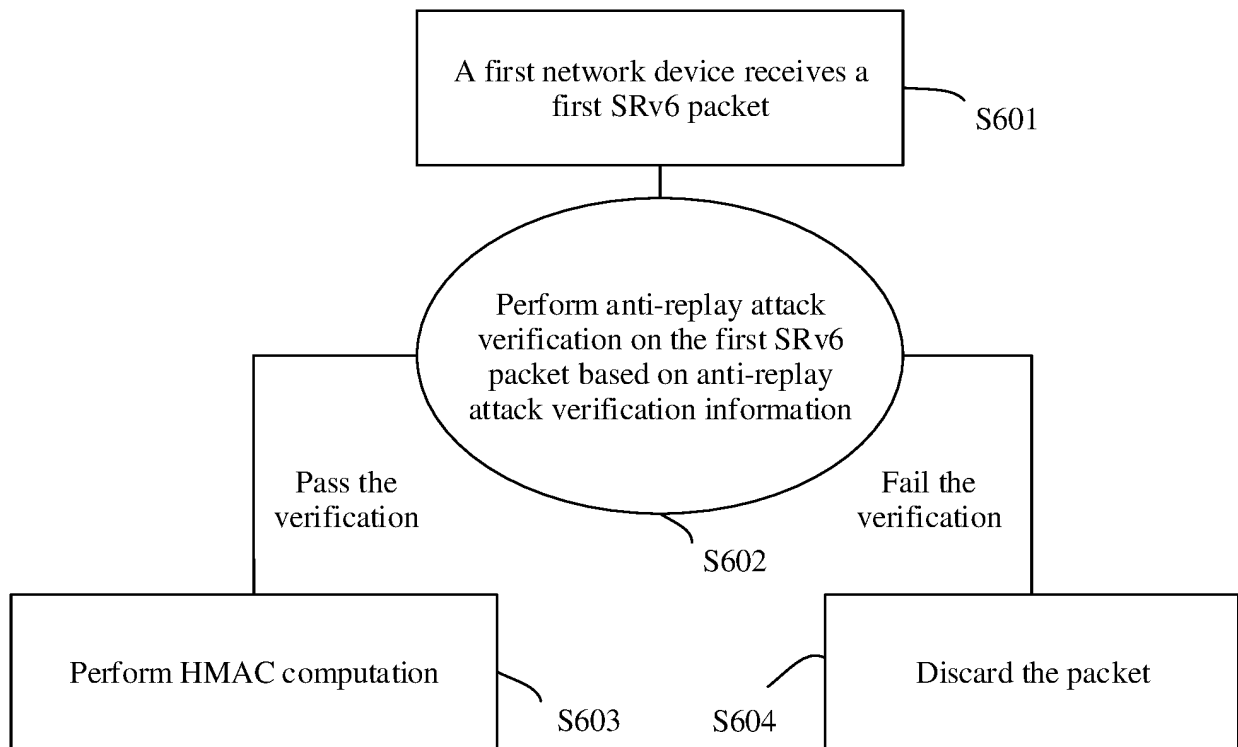 A first network device receives a
first SRv6 packet
S601
Perform anti-replay attack
verification on the first SRv6
packet based on anti-replay
attack verification information
Pass the
verification
Fail the
verification
S602
Perform HMAC computation
S603
S604
Discard the packet